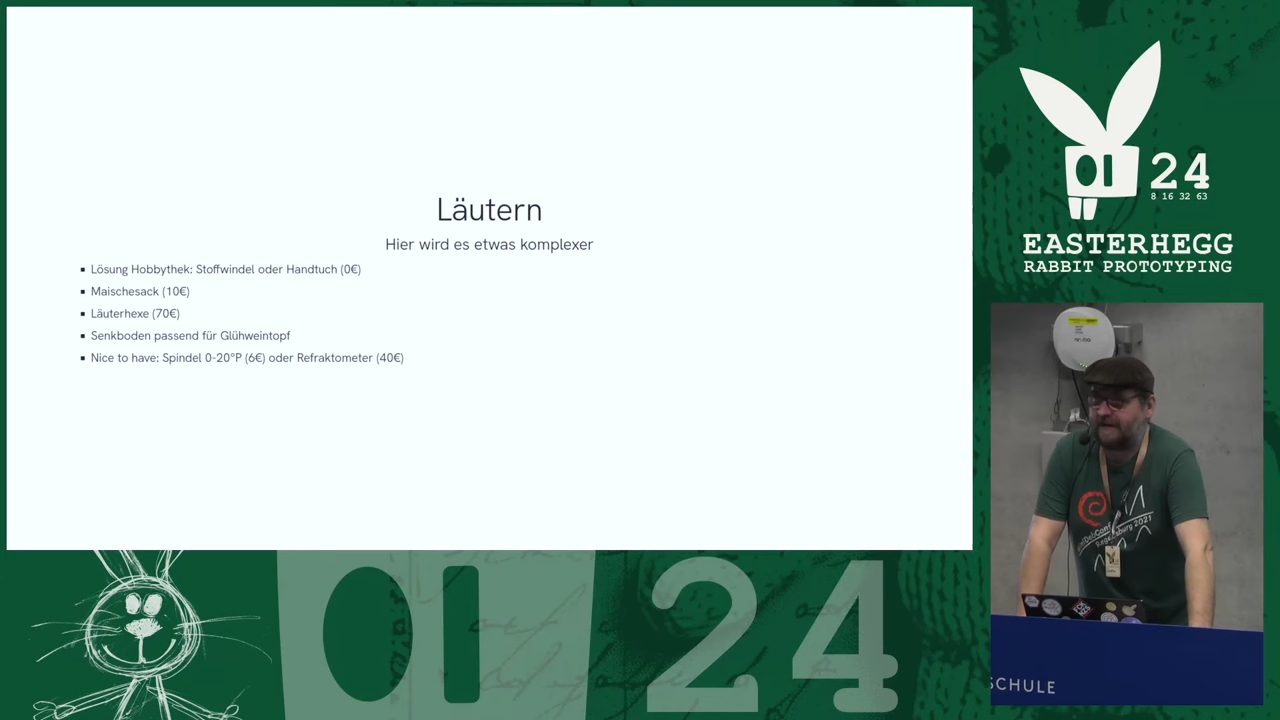 Läutern
Hier wird es etwas komplexer
▪ Lösung Hobbythek: Stoffwindel oder Handtuch (0€)
▪ Maischesack (10€)
▪ Läuterhexe (70€)
▪ Senkboden passend für Glühweintopf
▪ Nice to have: Spindel 0-20°P (6€) oder Refraktometer (40€)
24
8 16 32 63
EASTERHEGG
RABBIT PROTOTYPING
2021
SCHULE
24